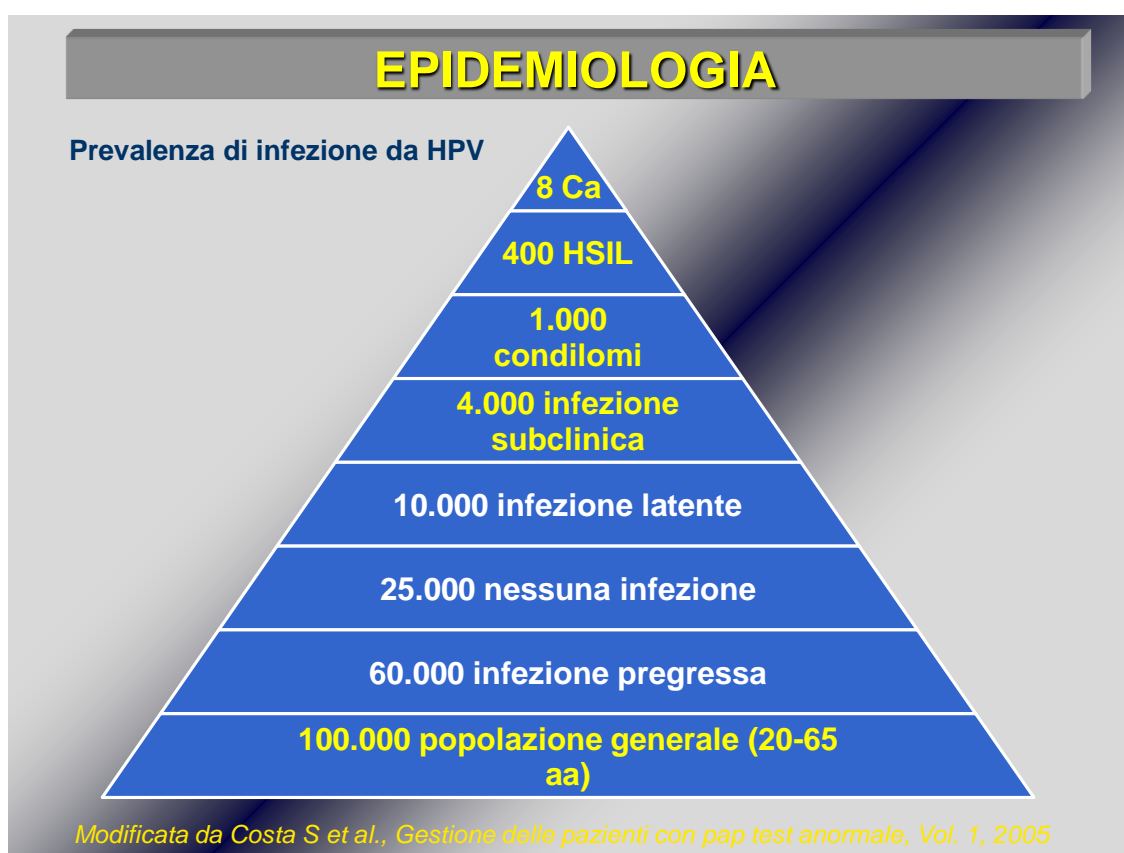 EPIDEMIOLOGIA
Prevalenza di infezione da HPV
8 Ca
400 HSIL
1.000
condilomi
4.000 infezione
subclinica
10.000 infezione latente
25.000 nessuna infezione
60.000 infezione pregressa
100.000 popolazione generale (20-65
aa)
Modificata da Costa S et al., Gestione delle pazienti con pap test anormale, Vol. 1, 2005